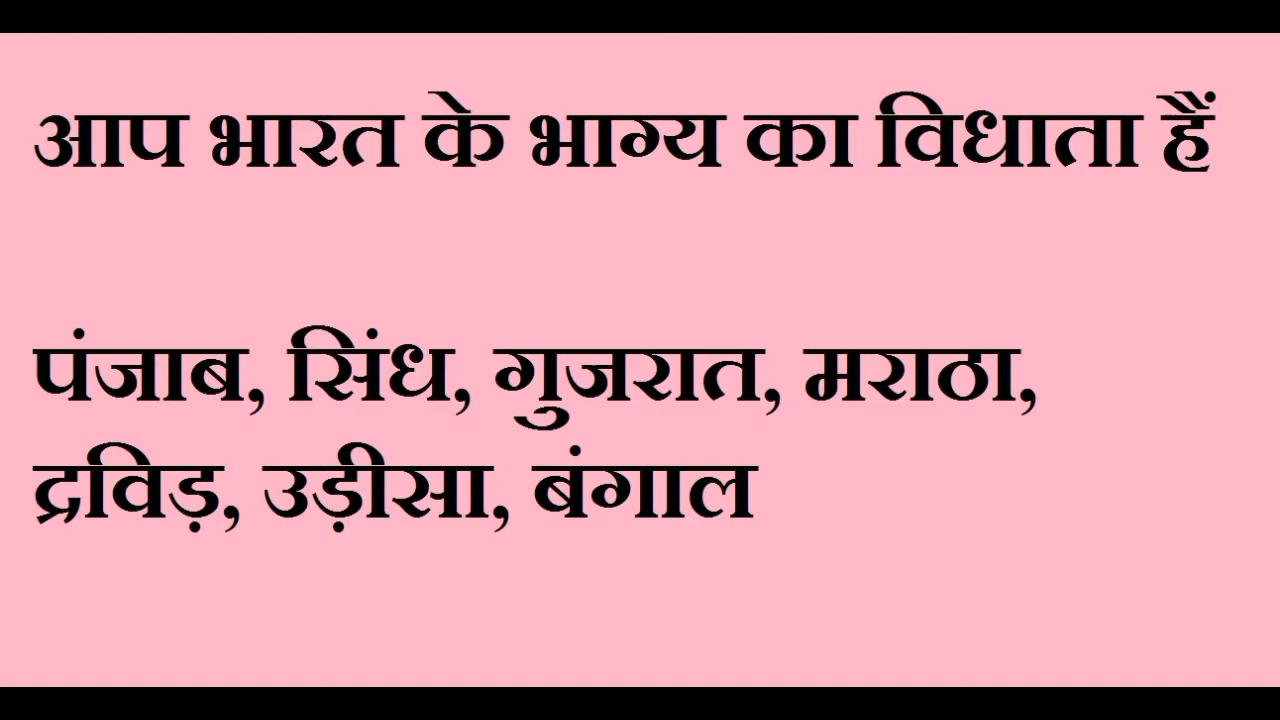 आप भारत के भाग्य का विधाता हैं
पंजाब, सिंध, गुजरात, मराठा,
द्रविड़, उड़ीसा, बंगाल